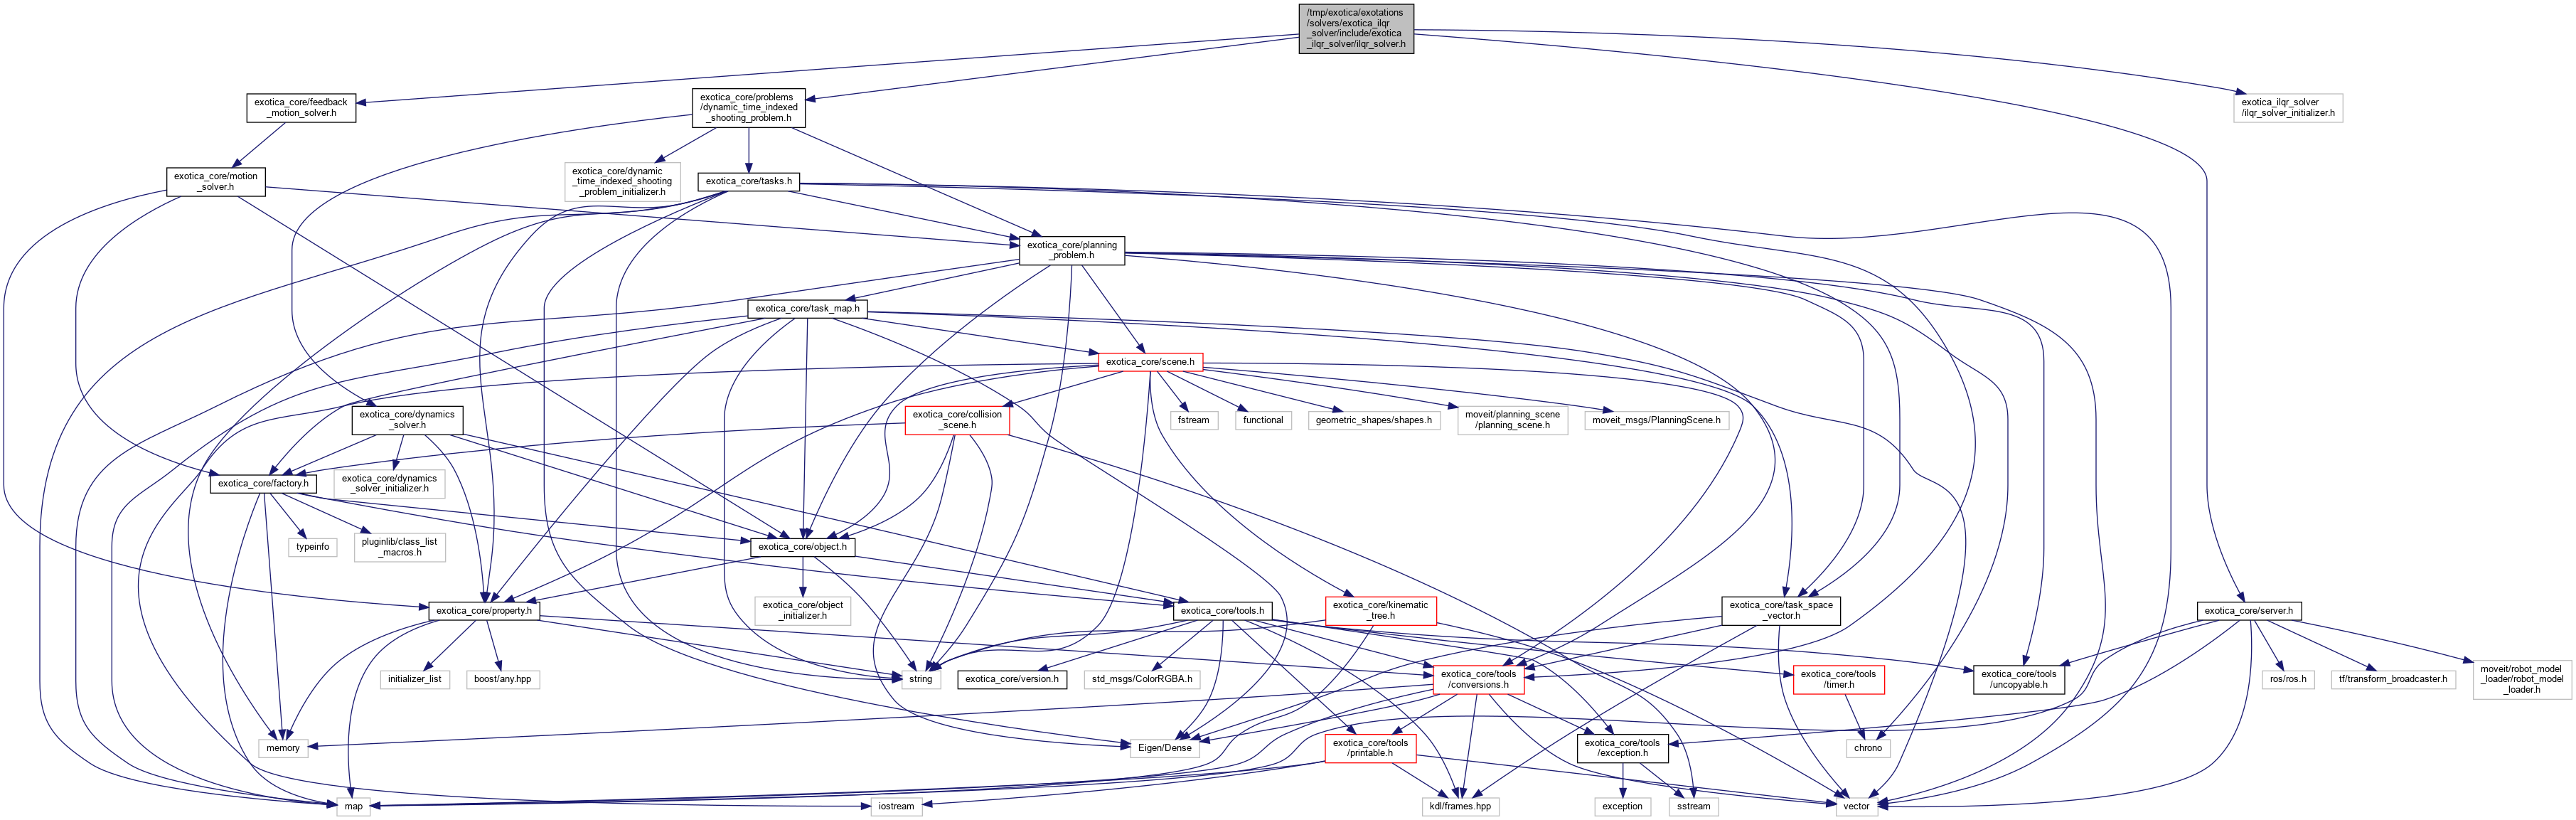 /tmp/exotica/exotations
/solvers/exotica_ilqr
_solver/include/exotica
_ilqr_solver/ilqr_solver.h
exotica_core/feedback
_motion_solver.h
exotica_core/problems
/dynamic_time_indexed
_shooting_problem.h
exotica_ilqr_solver
/ilqr_solver_initializer.h
exotica_core/motion
_solver.h
exotica_core/dynamic
_time_indexed_shooting
_problem_initializer.h
exotica_core/tasks.h
exotica_core/planning
_problem.h
exotica_core/task_map.h
exotica_core/scene.h
exotica_core/dynamics
_solver.h
exotica_core/collision
_scene.h
fstream
functional
geometric_shapes/shapes.h
moveit/planning_scene
/planning_scene.h
moveit_msgs/PlanningScene.h
exotica_core/factory.h
exotica_core/dynamics
_solver_initializer.h
typeinfo
pluginlib/class_list
_macros.h
exotica_core/object.h
exotica_core/property.h
exotica_core/object
_initializer.h
exotica_core/tools.h
exotica_core/kinematic
_tree.h
exotica_core/task_space
_vector.h
exotica_core/server.h
initializer_list
boost/any.hpp
string
exotica_core/version.h
std_msgs/ColorRGBA.h
exotica_core/tools
/conversions.h
exotica_core/tools
/timer.h
exotica_core/tools
/uncopyable.h
ros/ros.h
tf/transform_broadcaster.h
moveit/robot_model
_loader/robot_model
_loader.h
memory
Eigen/Dense
exotica_core/tools
/printable.h
exotica_core/tools
/exception.h
chrono
map
iostream
kdl/frames.hpp
exception
sstream
vector